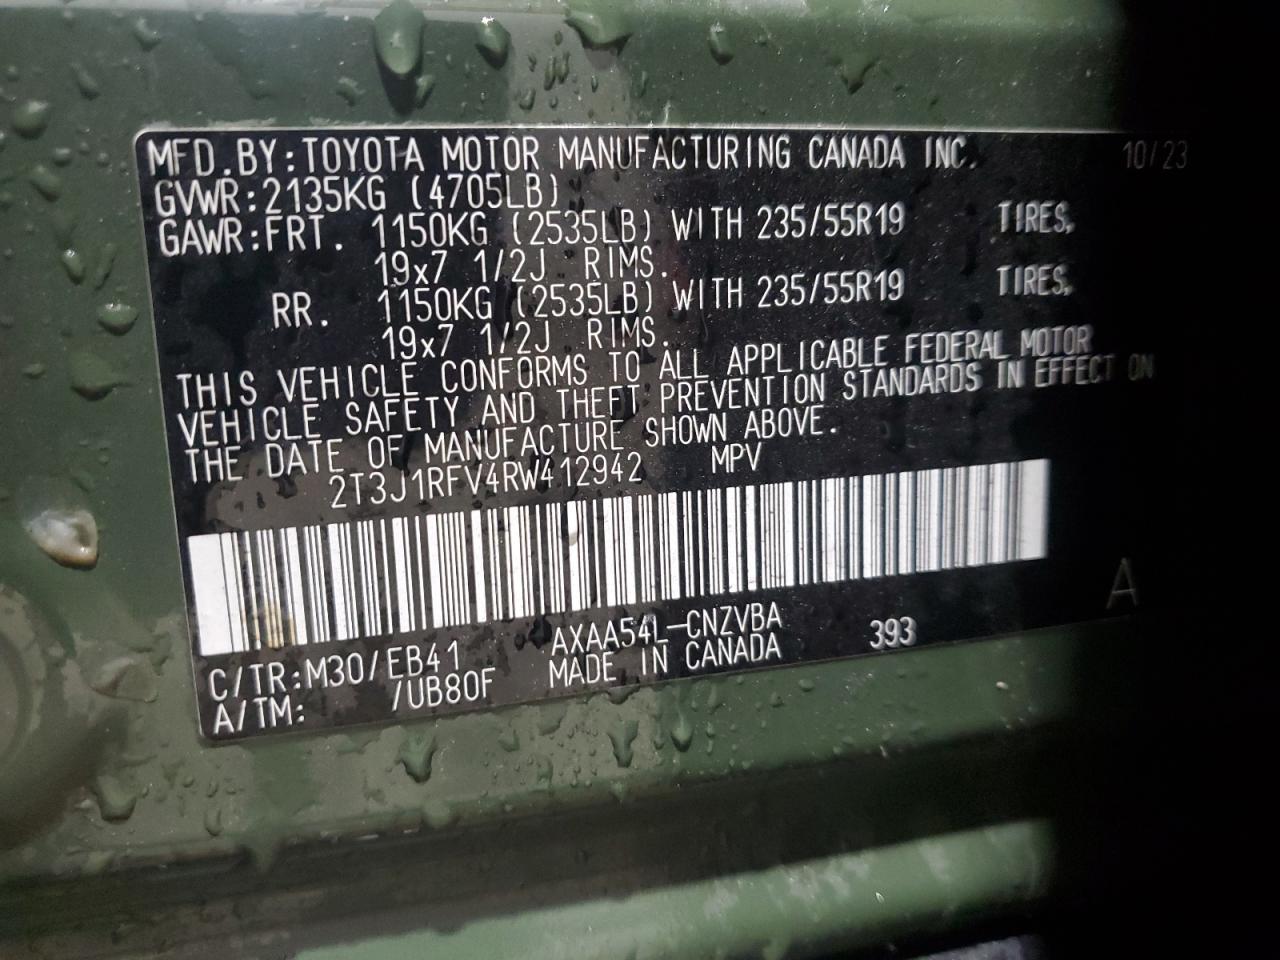 MFD.BY:TOYOTA MOTOR MANUFACTURING CANADA INC. 10/23
GVWR:2135KG (4705LB)
GAWR:FRT. 1150KG (2535LB) WITH 235/55R19 TIRES,
19x7 1/2J RIMS.
RR. 1150KG (2535LB) WITH 235/55R19 TIRES,
19x7 1/2J RIMS.
THIS VEHICLE CONFORMS TO ALL APPLICABLE FEDERAL MOTOR
VEHICLE SAFETY AND THEFT PREVENTION STANDARDS IN EFFECT ON
THE DATE OF MANUFACTURE SHOWN ABOVE.
2T3J1RFV4RW412942 MPV
A
C/TR:M30/EB41 AXAA54L-CNZVBA 393
A/TM: /UB80F MADE IN CANADA